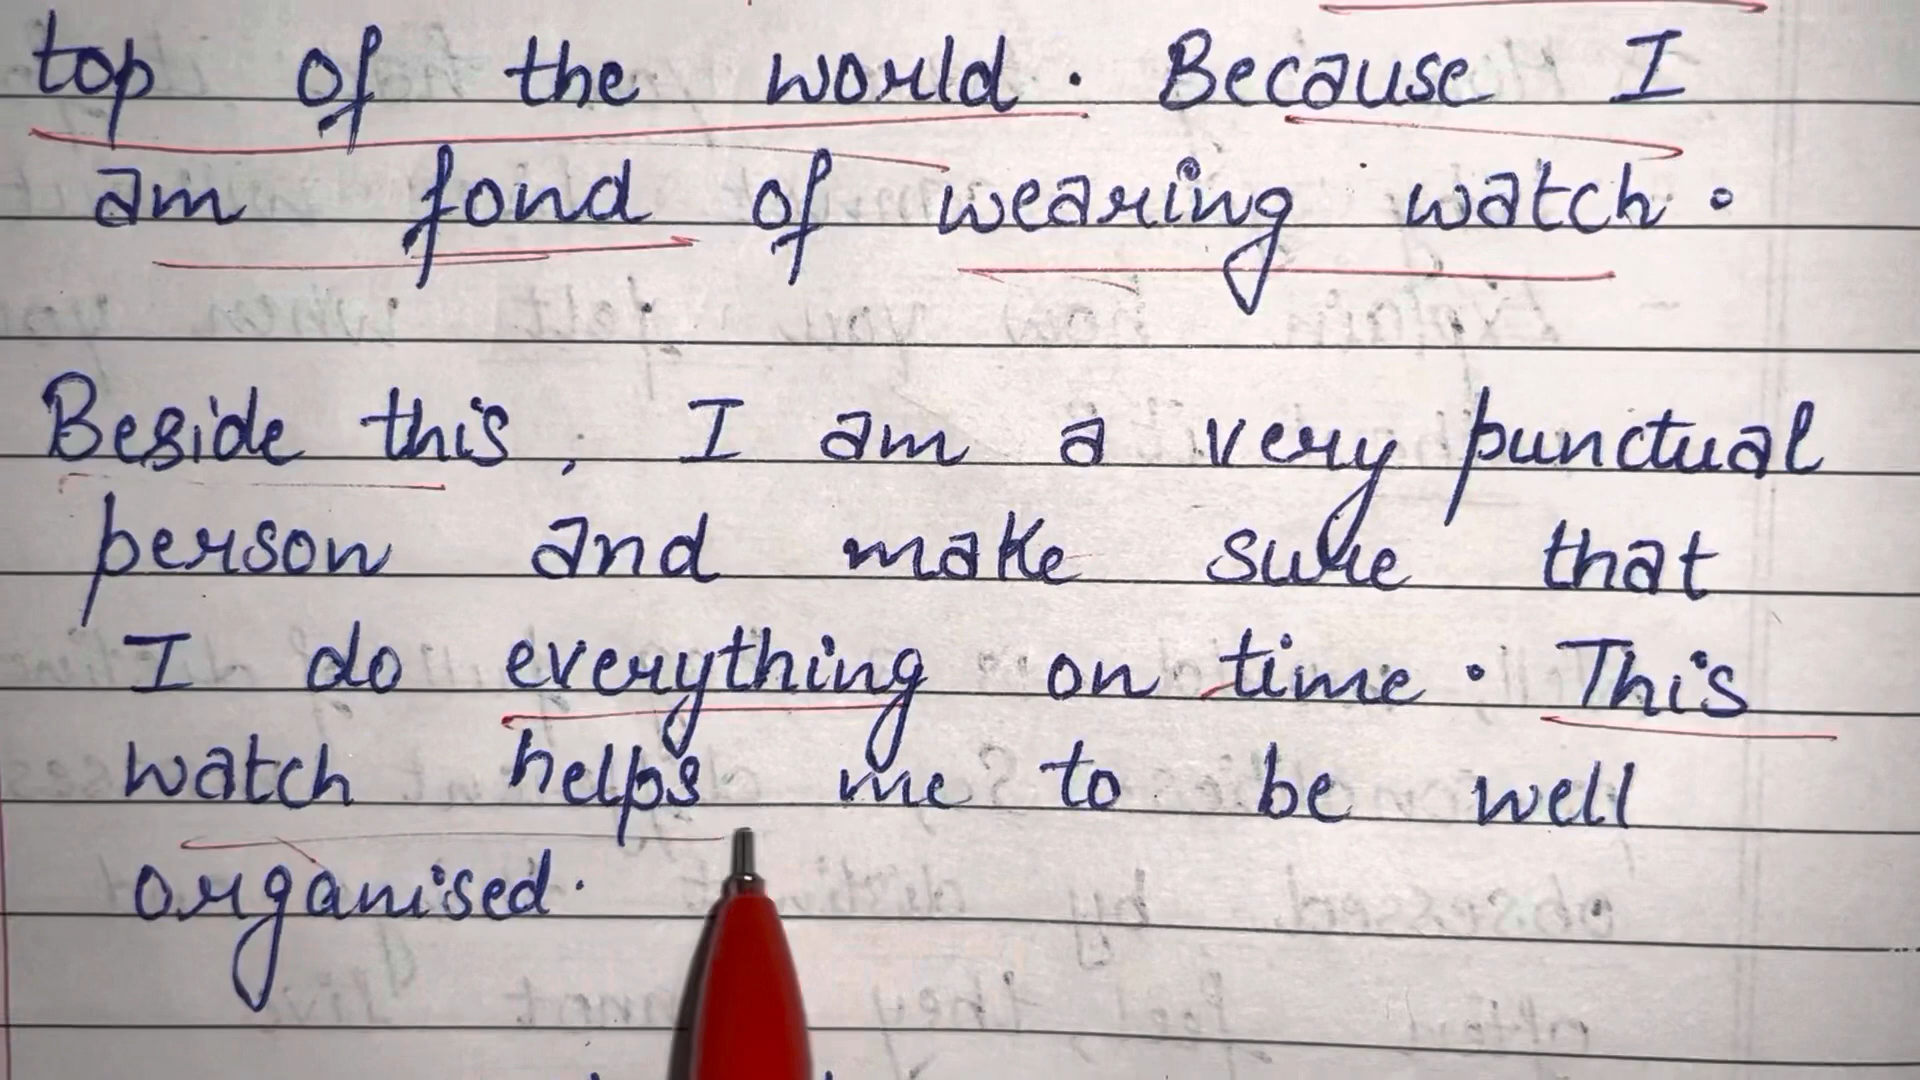 top of the world. Because I
am fond of wearing watch.
Beside this, I am a very punctual
person and make sure that
I do everything on time. This
watch helps me to be well
organised.